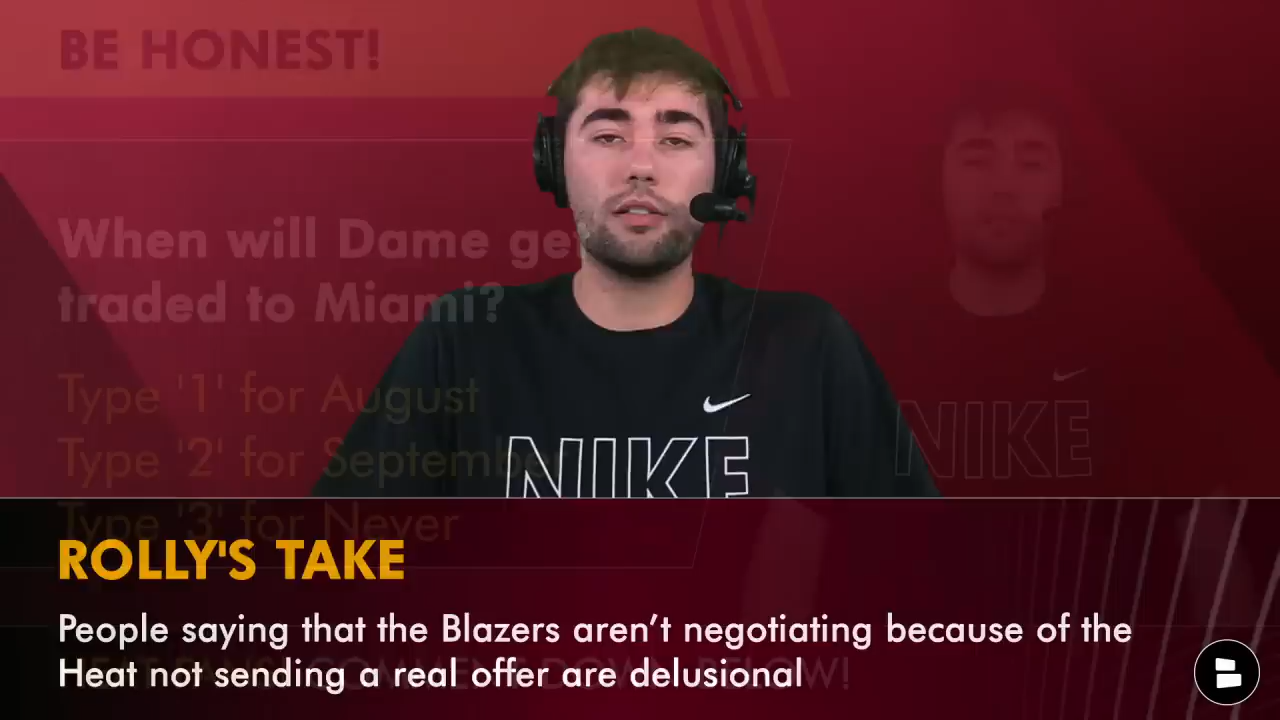 BE HONEST!
When will Dame ge
traded to Miami?
Type '1' for August
Type '2' for September
Type '3' for Never
NIKE
NIKE
ROLLY'S TAKE
People saying that the Blazers aren’t negotiating because of the
Heat not sending a real offer are delusional